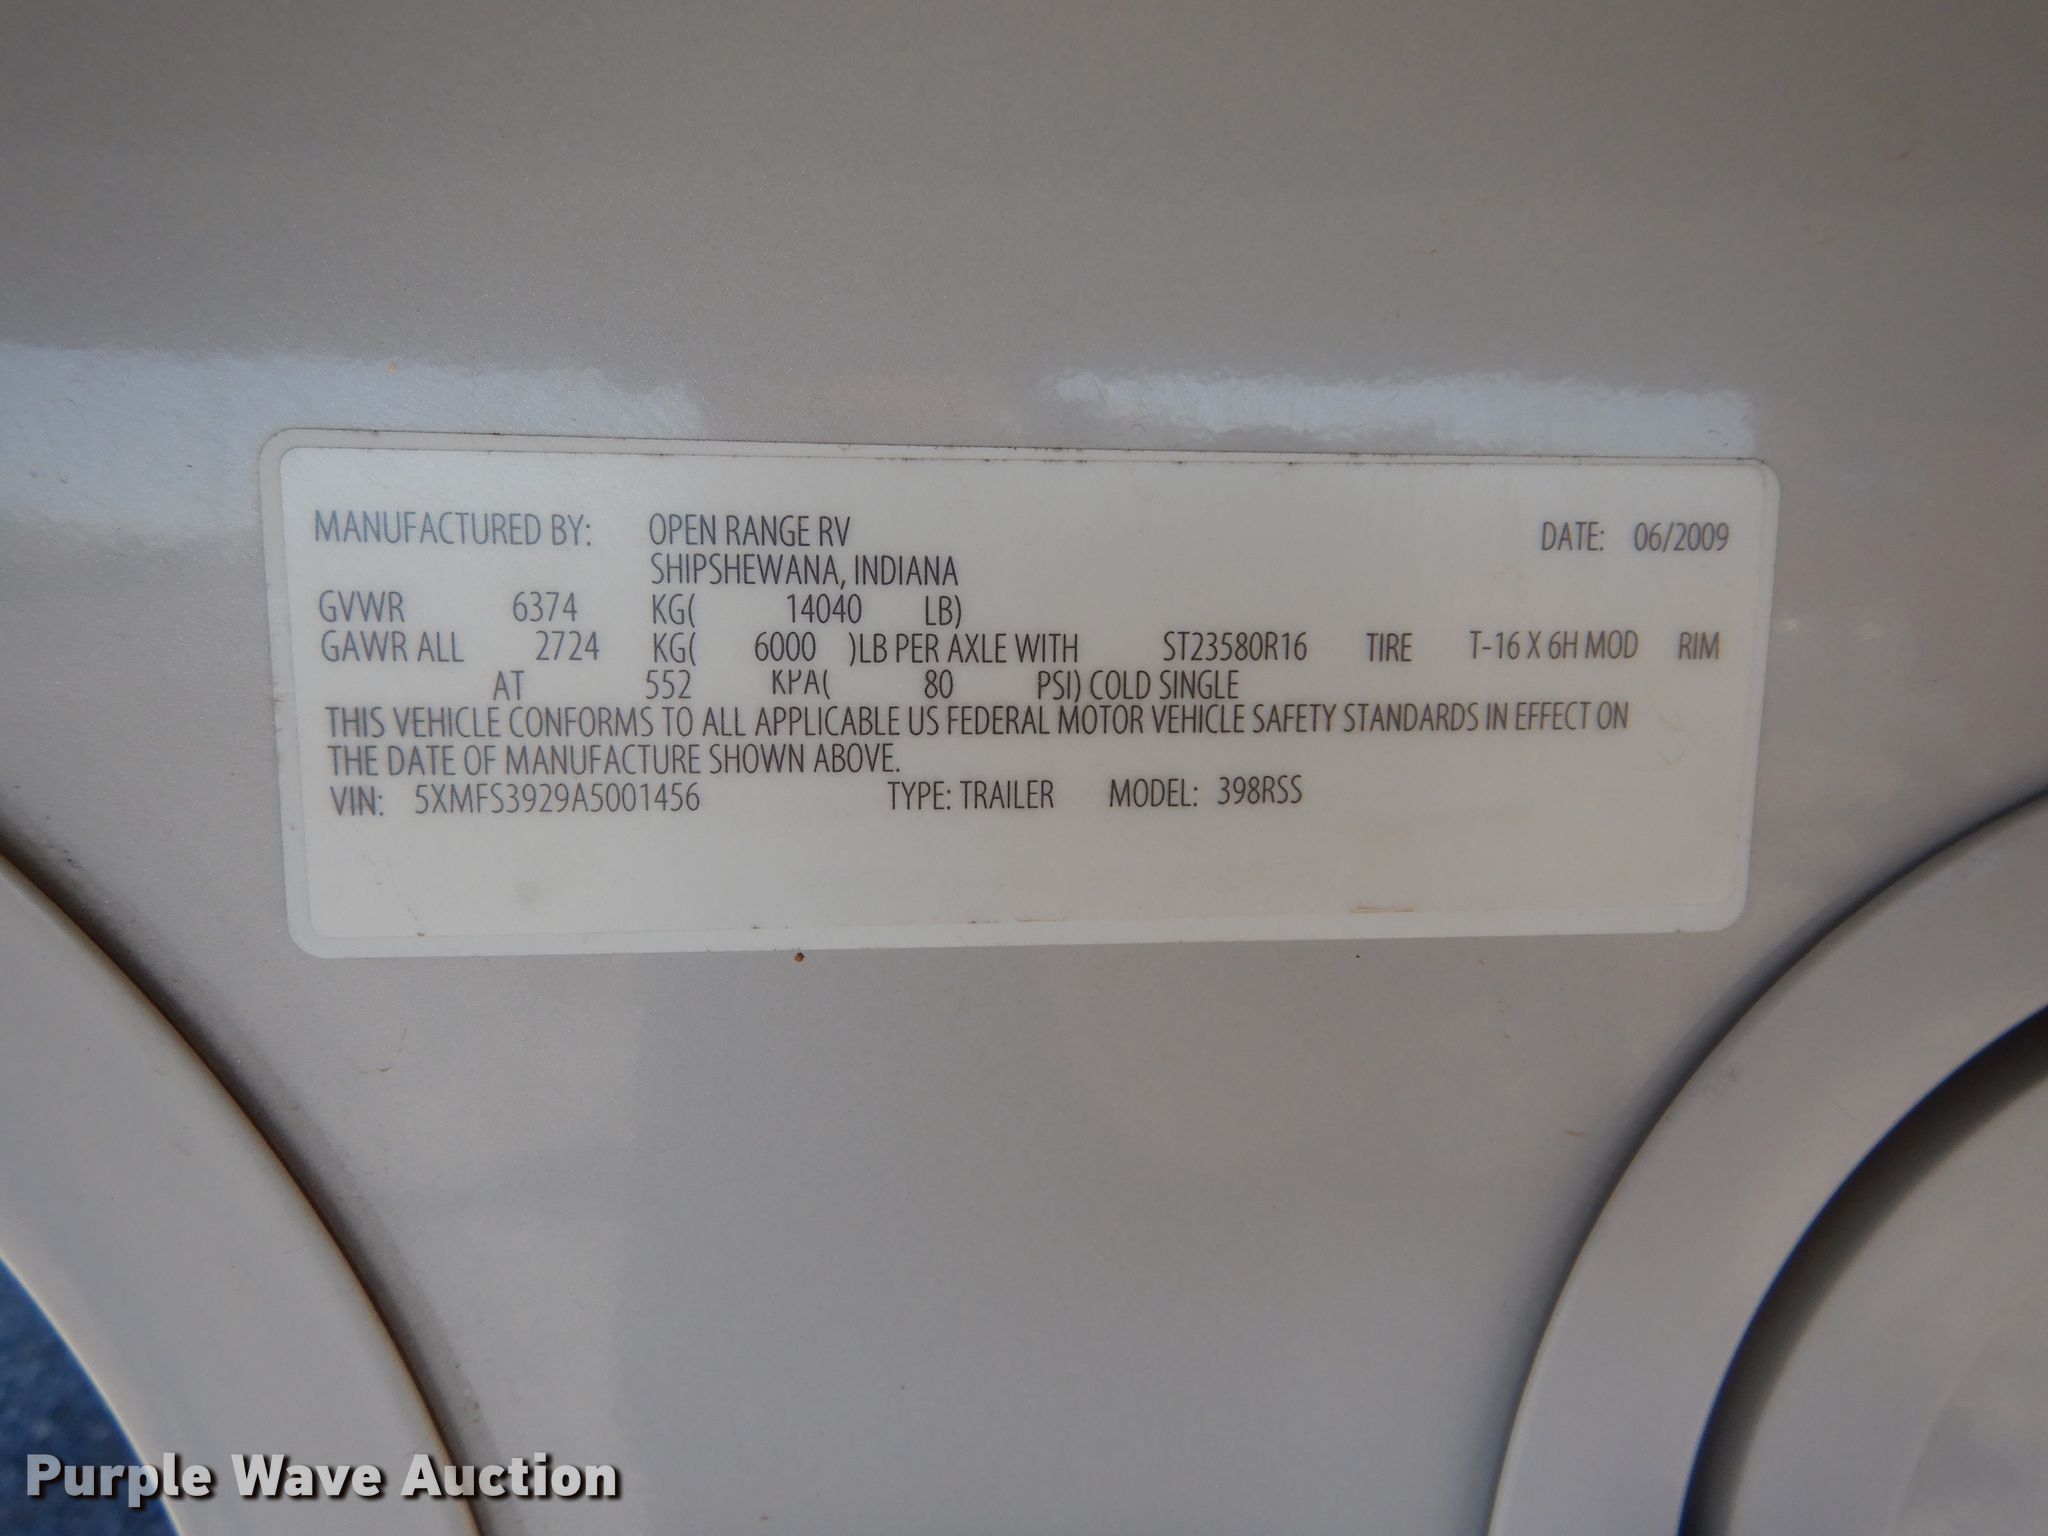 MANUFACTURED BY: OPEN RANGE RV DATE: 06/2009
SHIPSHEWANA, INDIANA
GVWR 6374 KG( 14040 LB)
GAWR ALL 2724 KG( 6000 )LB PER AXLE WITH ST23580R16 TIRE T-16 X 6H MOD RIM
AT 552 KPA( 80 PSI) COLD SINGLE
THIS VEHICLE CONFORMS TO ALL APPLICABLE US FEDERAL MOTOR VEHICLE SAFETY STANDARDS IN EFFECT ON
THE DATE OF MANUFACTURE SHOWN ABOVE.
VIN: 5XMFS3929A5001456 TYPE: TRAILER MODEL: 398RSS
Purple Wave Auction